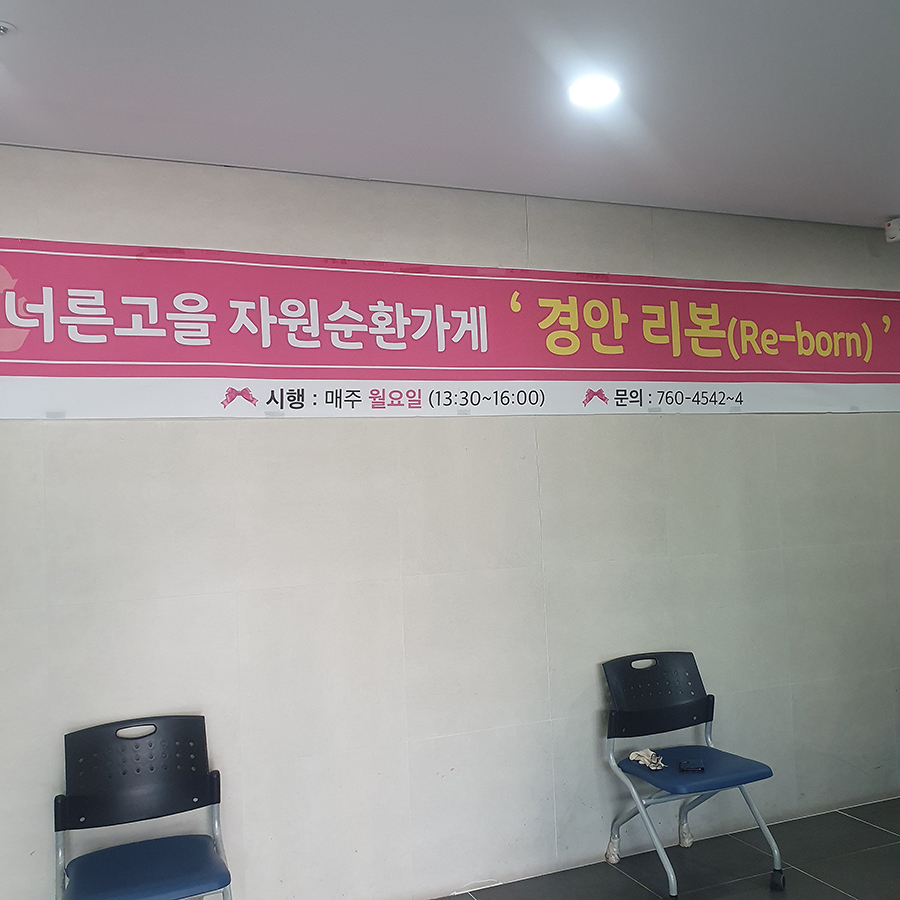 너른고을 자원순환가게 ‘경안 리본(Re-born)’
시행 : 매주 월요일 (13:30~16:00) 문의 : 760-4542~4